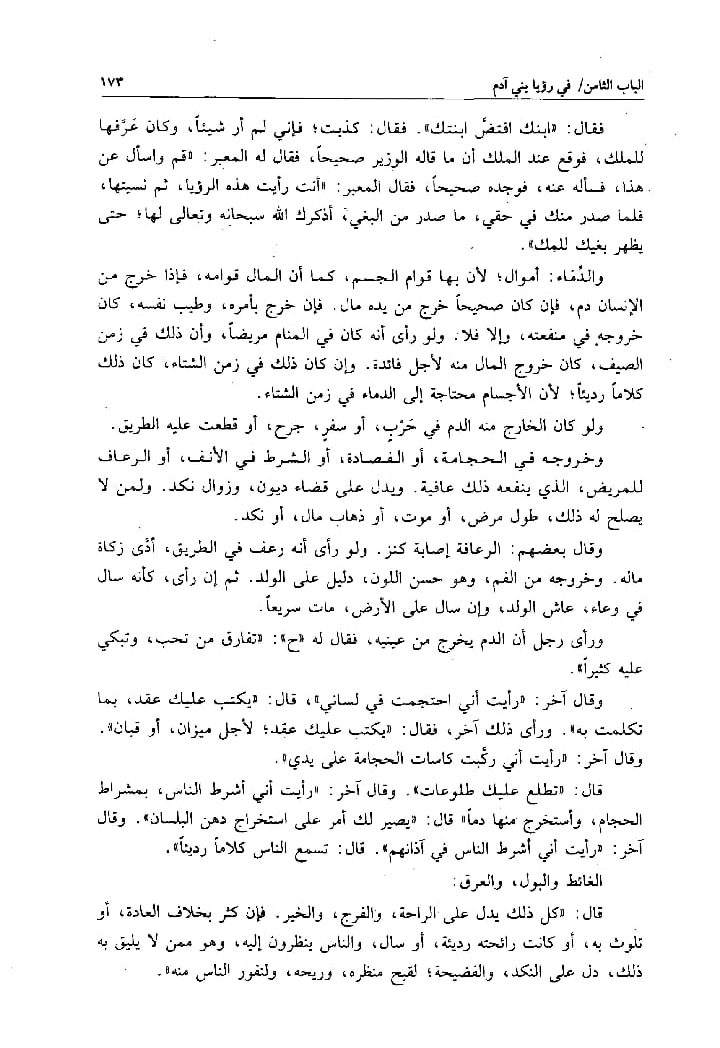 الباب الثامن/ في رؤيا بني آدم ١٧٣
فقال: «ابنك اقتضَّ ابنتك». فقال: كذبت؛ فإني لم أر شيئاً، وكان عَرَّفها
للملك، فوقع عند الملك أن ما قاله الوزير صحيحاً، فقال له المعبر: «قم واسأل عن
هذا، فسأله عنه، فوجده صحيحاً، فقال المعبر: «أنت رأيت هذه الرؤيا، ثم نسيتها،
فلما صدر منك في حقي، ما صدر من البغي، أذكرك الله سبحانه وتعالى لها؛ حتى
يظهر بغيك للمك».
والدِّماء: أموال؛ لأن بها قوام الجسم، كما أن المال قوامه، فإذا خرج من
الإنسان دم، فإن كان صحيحاً خرج من يده مال. فإن خرج بأمره، وطيب نفسه، كان
خروجه في منفعته، وإلا فلا. ولو رأى أنه كان في المنام مريضاً، وأن ذلك في زمن
الصيف، كان خروج المال منه لأجل فائدة. وإن كان ذلك في زمن الشتاء، كان ذلك
كلاماً رديئاً؛ لأن الأجسام محتاجة إلى الدماء في زمن الشتاء.
ولو كان الخارج منه الدم في حَرْبٍ، أو سفرٍ، جرح، أو قطعت عليه الطريق.
وخروجه في الحجامة، أو الفصادة، أو الشرط في الأنف، أو الرعاف
للمريض، الذي ينفعه ذلك عافية. ويدل على قضاء ديون، وزوال نكد. ولمن لا
يصلح له ذلك، طول مرض، أو موت، أو ذهاب مال، أو نكد.
وقال بعضهم: الرعافة إصابة كنز. ولو رأى أنه رعف في الطريق، أدَّى زكاة
ماله. وخروجه من الفم، وهو حسن اللون، دليل على الولد. ثم إن رأى، كأنه سال
في وعاء، عاش الولد، وإن سال على الأرض، مات سريعاً.
ورأى رجل أن الدم يخرج من عينيه، فقال له «ح»: «تفارق من تحب، وتبكي
عليه كثيراً».
وقال آخر: «رأيت أني احتجمت في لساني»، قال: «يكتب عليك عقد، بما
تكلمت به». ورأى ذلك آخر، فقال: «يكتب عليك عقد؛ لأجل ميزان، أو قبان».
وقال آخر: «رأيت أني ركَّبت كاسات الحجامة على يدي».
قال: «تطلع عليك طلوعات». وقال آخر: «رأيت أني أشرط الناس، بمشراط
الحجام، وأستخرج منها دماً» قال: «يصير لك أمر على استخراج دهن البلسان». وقال
آخر: «رأيت أني أشرط الناس في آذانهم». قال: تسمع الناس كلاماً رديئاً».
الغائط والبول، والعرق:
قال: «كل ذلك يدل على الراحة، والفرج، والخير. فإن كثر بخلاف العادة، أو
تلوث به، أو كانت رائحته رديئة، أو سال، والناس ينظرون إليه، وهو ممن لا يليق به
ذلك، دل على النكد، والفضيحة؛ لقبح منظره، وريحه، ولنفور الناس منه».